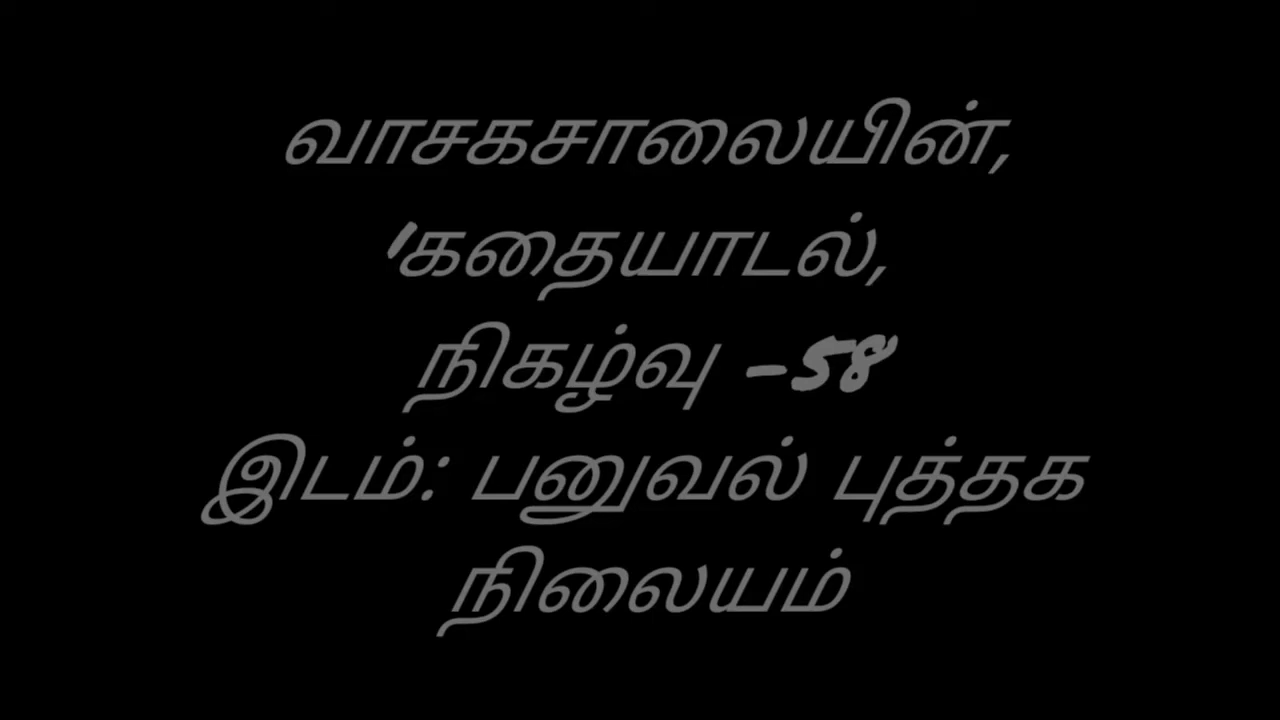 வாசகசாலையின்,
'கதையாடல்,
நிகழ்வு -58
இடம்: பனுவல் புத்தக
நிலையம்